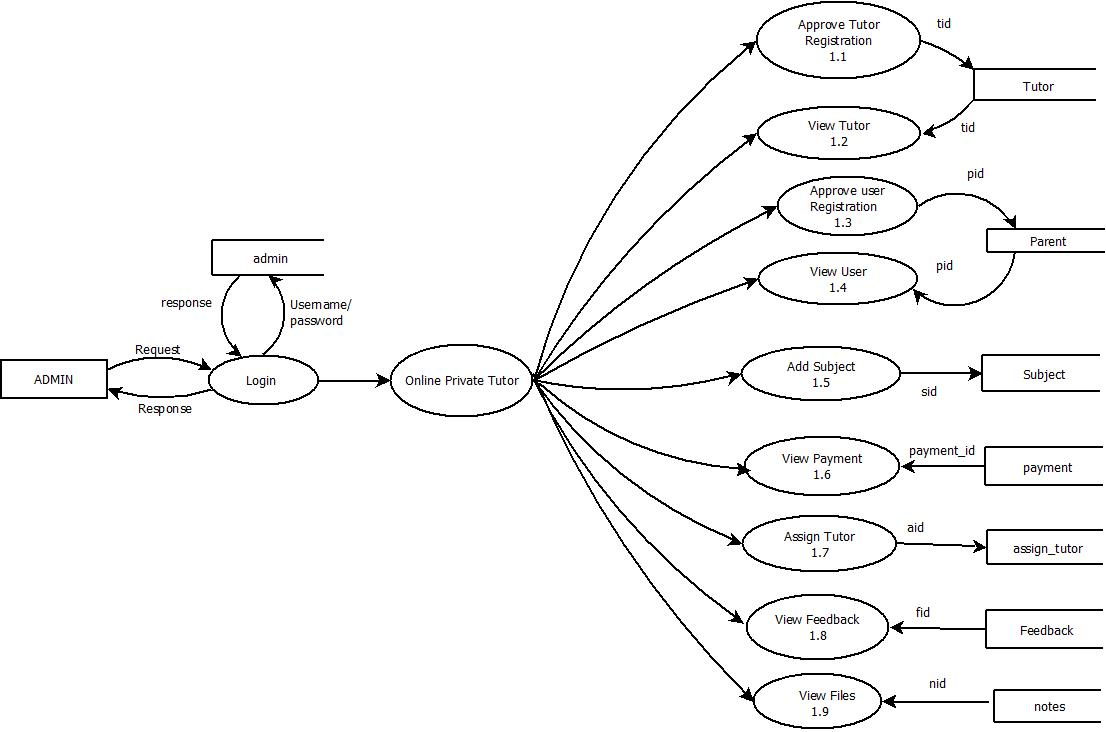 Approve Tutor
Registration
1.1
tid
Tutor
View Tutor
1.2
tid
Approve user
Registration
1.3
pid
Parent
View User
1.4
pid
admin
response
Username/
password
Request
ADMIN
Login
Response
Online Private Tutor
Add Subject
1.5
sid
Subject
View Payment
1.6
payment_id
payment
Assign Tutor
1.7
aid
assign_tutor
View Feedback
1.8
fid
Feedback
View Files
1.9
nid
notes